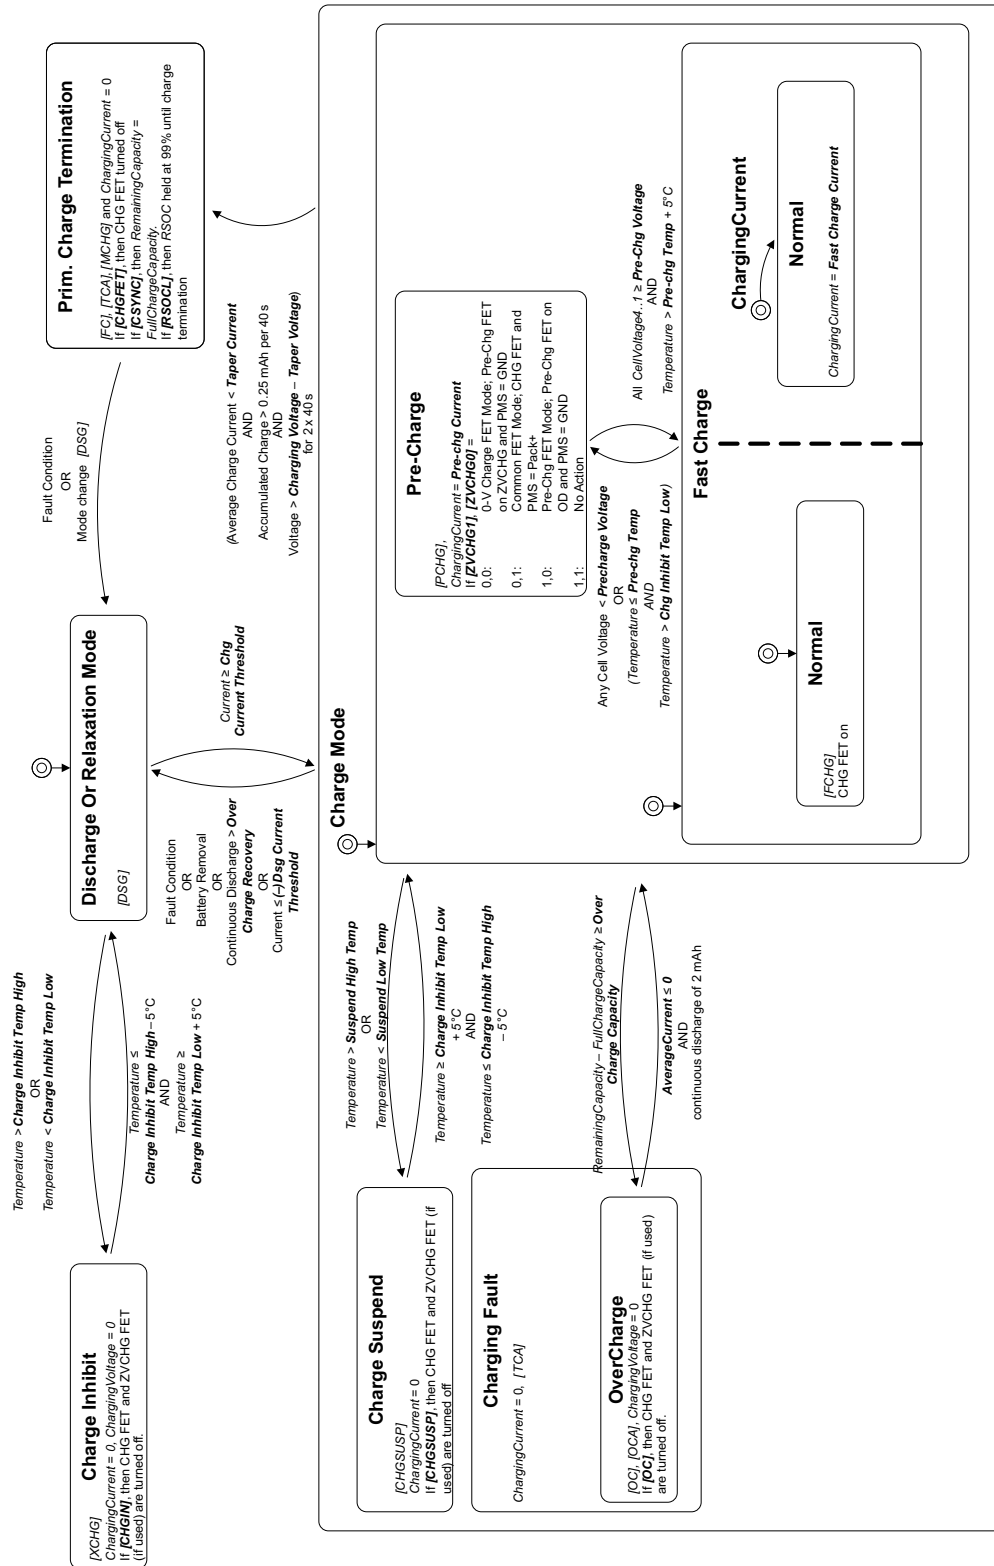 Charge Inhibit
[XCHG]
ChargingCurrent = 0, ChargingVoltage = 0
If [CHGIN], then CHG FET and ZVCHG FET
(if used) are turned off.
Temperature > Charge Inhibit Temp High
OR
Temperature < Charge Inhibit Temp Low
Temperature ≤
Charge Inhibit Temp High – 5°C
AND
Temperature ≥
Charge Inhibit Temp Low + 5°C
Discharge Or Relaxation Mode
[DSG]
Fault Condition
OR
Mode change [DSG]
Prim. Charge Termination
[FC], [TCA], [MCHG] and ChargingCurrent = 0
If [CHGFET], then CHG FET turned off
If [CSYNC], then RemainingCapacity =
FullChargeCapacity.
If [RSOCL], then RSOC held at 99% until charge
termination
Fault Condition
OR
Battery Removal
OR
Continuous Discharge > Over
Charge Recovery
OR
Current ≤ (–)Dsg Current
Threshold
Current ≥ Chg
Current Threshold
(Average Charge Current < Taper Current
AND
Accumulated Charge > 0.25 mAh per 40 s
AND
Voltage > Charging Voltage – Taper Voltage)
for 2 x 40 s
Charge Mode
Charge Suspend
[CHGSUSP]
ChargingCurrent = 0
If [CHGSUSP], then CHG FET and ZVCHG FET (if
used) are turned off
Temperature > Suspend High Temp
OR
Temperature < Suspend Low Temp
Temperature ≥ Charge Inhibit Temp Low
+ 5°C
AND
Temperature ≤ Charge Inhibit Temp High
– 5°C
Charging Fault
ChargingCurrent = 0, [TCA]
OverCharge
[OC], [OCA], ChargingVoltage = 0
If [OC], then CHG FET and ZVCHG FET (if used)
are turned off.
RemainingCapacity – FullChargeCapacity ≥ Over
Charge Capacity
AverageCurrent ≤ 0
AND
continuous discharge of 2 mAh
Pre-Charge
[PCHG],
ChargingCurrent = Pre-chg Current
If [ZVCHG1], [ZVCHG0] =
0,0: 0-V Charge FET Mode; Pre-Chg FET
on ZVCHG and PMS = GND
0,1: Common FET Mode; CHG FET and
PMS = Pack+
1,0: Pre-Chg FET Mode; Pre-Chg FET on
OD and PMS = GND
1,1: No Action
Any Cell Voltage < Precharge Voltage
OR
(Temperature ≤ Pre-chg Temp
AND
Temperature > Chg Inhibit Temp Low)
All CellVoltage4..1 ≥ Pre-Chg Voltage
AND
Temperature > Pre-chg Temp + 5°C
Fast Charge
Normal
[FCHG]
CHG FET on
ChargingCurrent
Normal
ChargingCurrent = Fast Charge Current